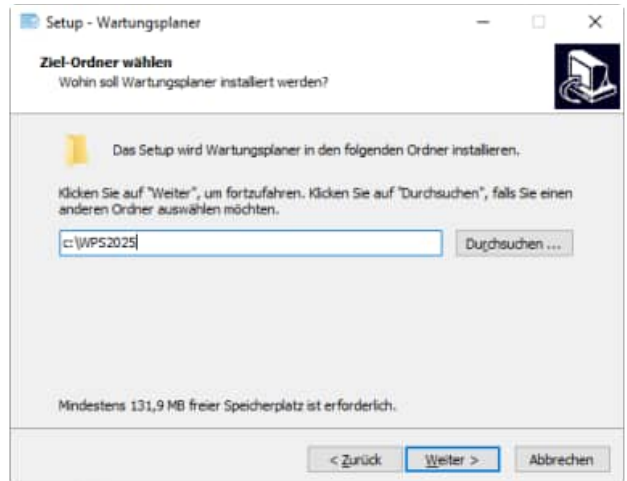 Setup - Wartungsplaner
Ziel-Ordner wählen
Wohin soll Wartungsplaner installiert werden?
Das Setup wird Wartungsplaner in den folgenden Ordner installieren.
Klicken Sie auf "Weiter", um fortzufahren. Klicken Sie auf "Durchsuchen", falls Sie einen
anderen Ordner auswählen möchten.
c:\WPS2025
Durchsuchen ...
Mindestens 131,9 MB freier Speicherplatz ist erforderlich.
< Zurück
Weiter >
Abbrechen